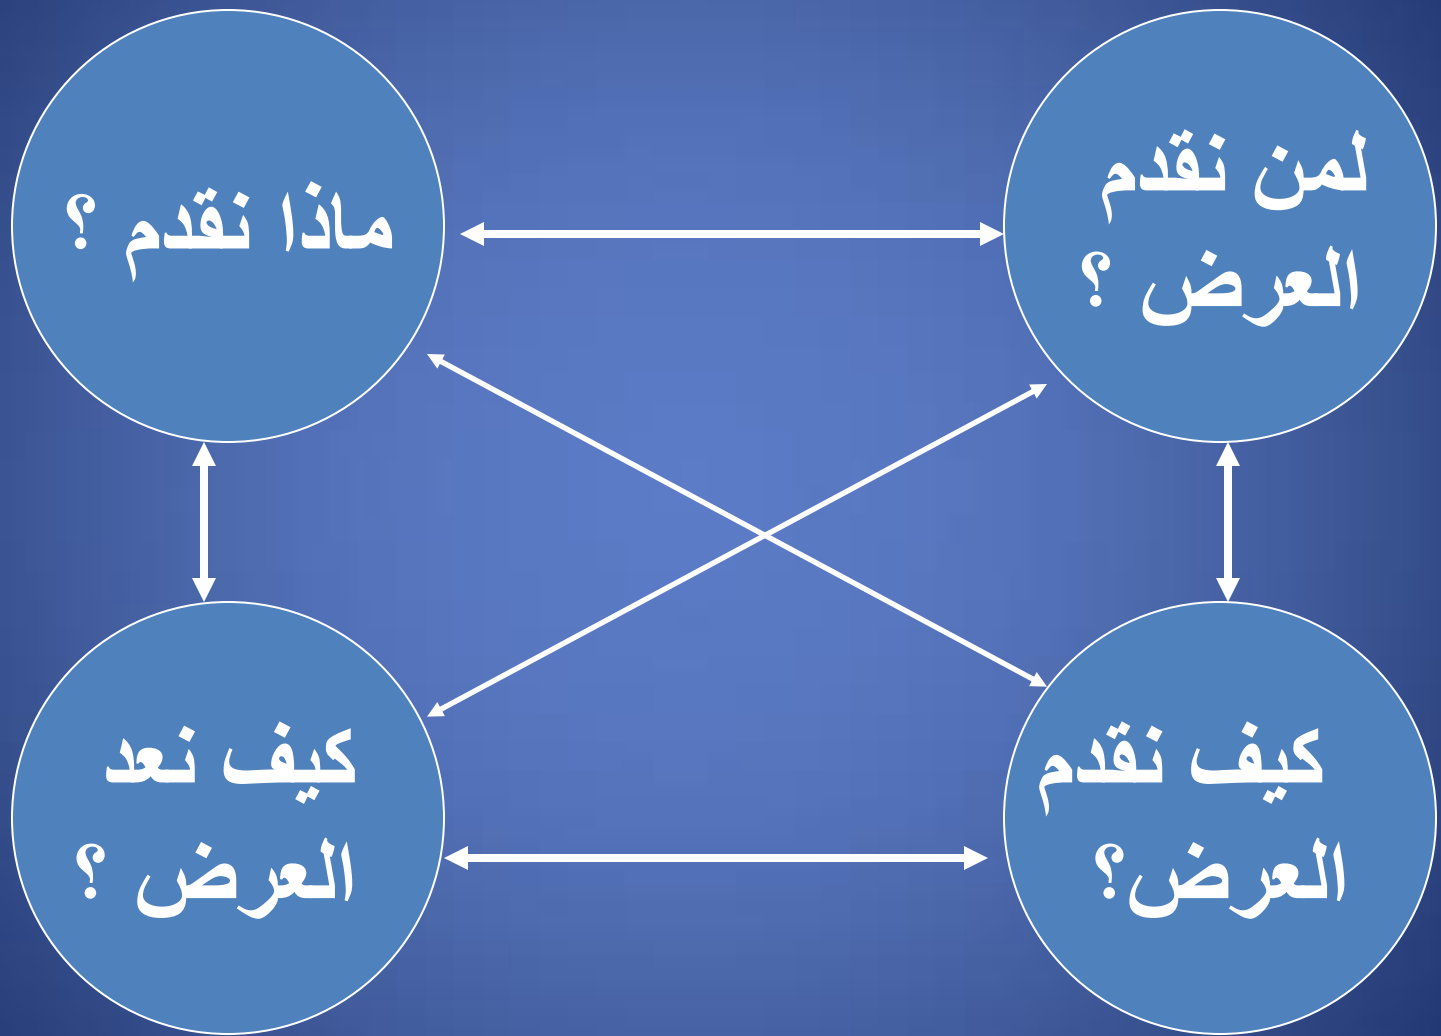 لمن نقدم
العرض ؟
ماذا نقدم ؟
كيف نقدم
العرض؟
كيف نعد
العرض ؟